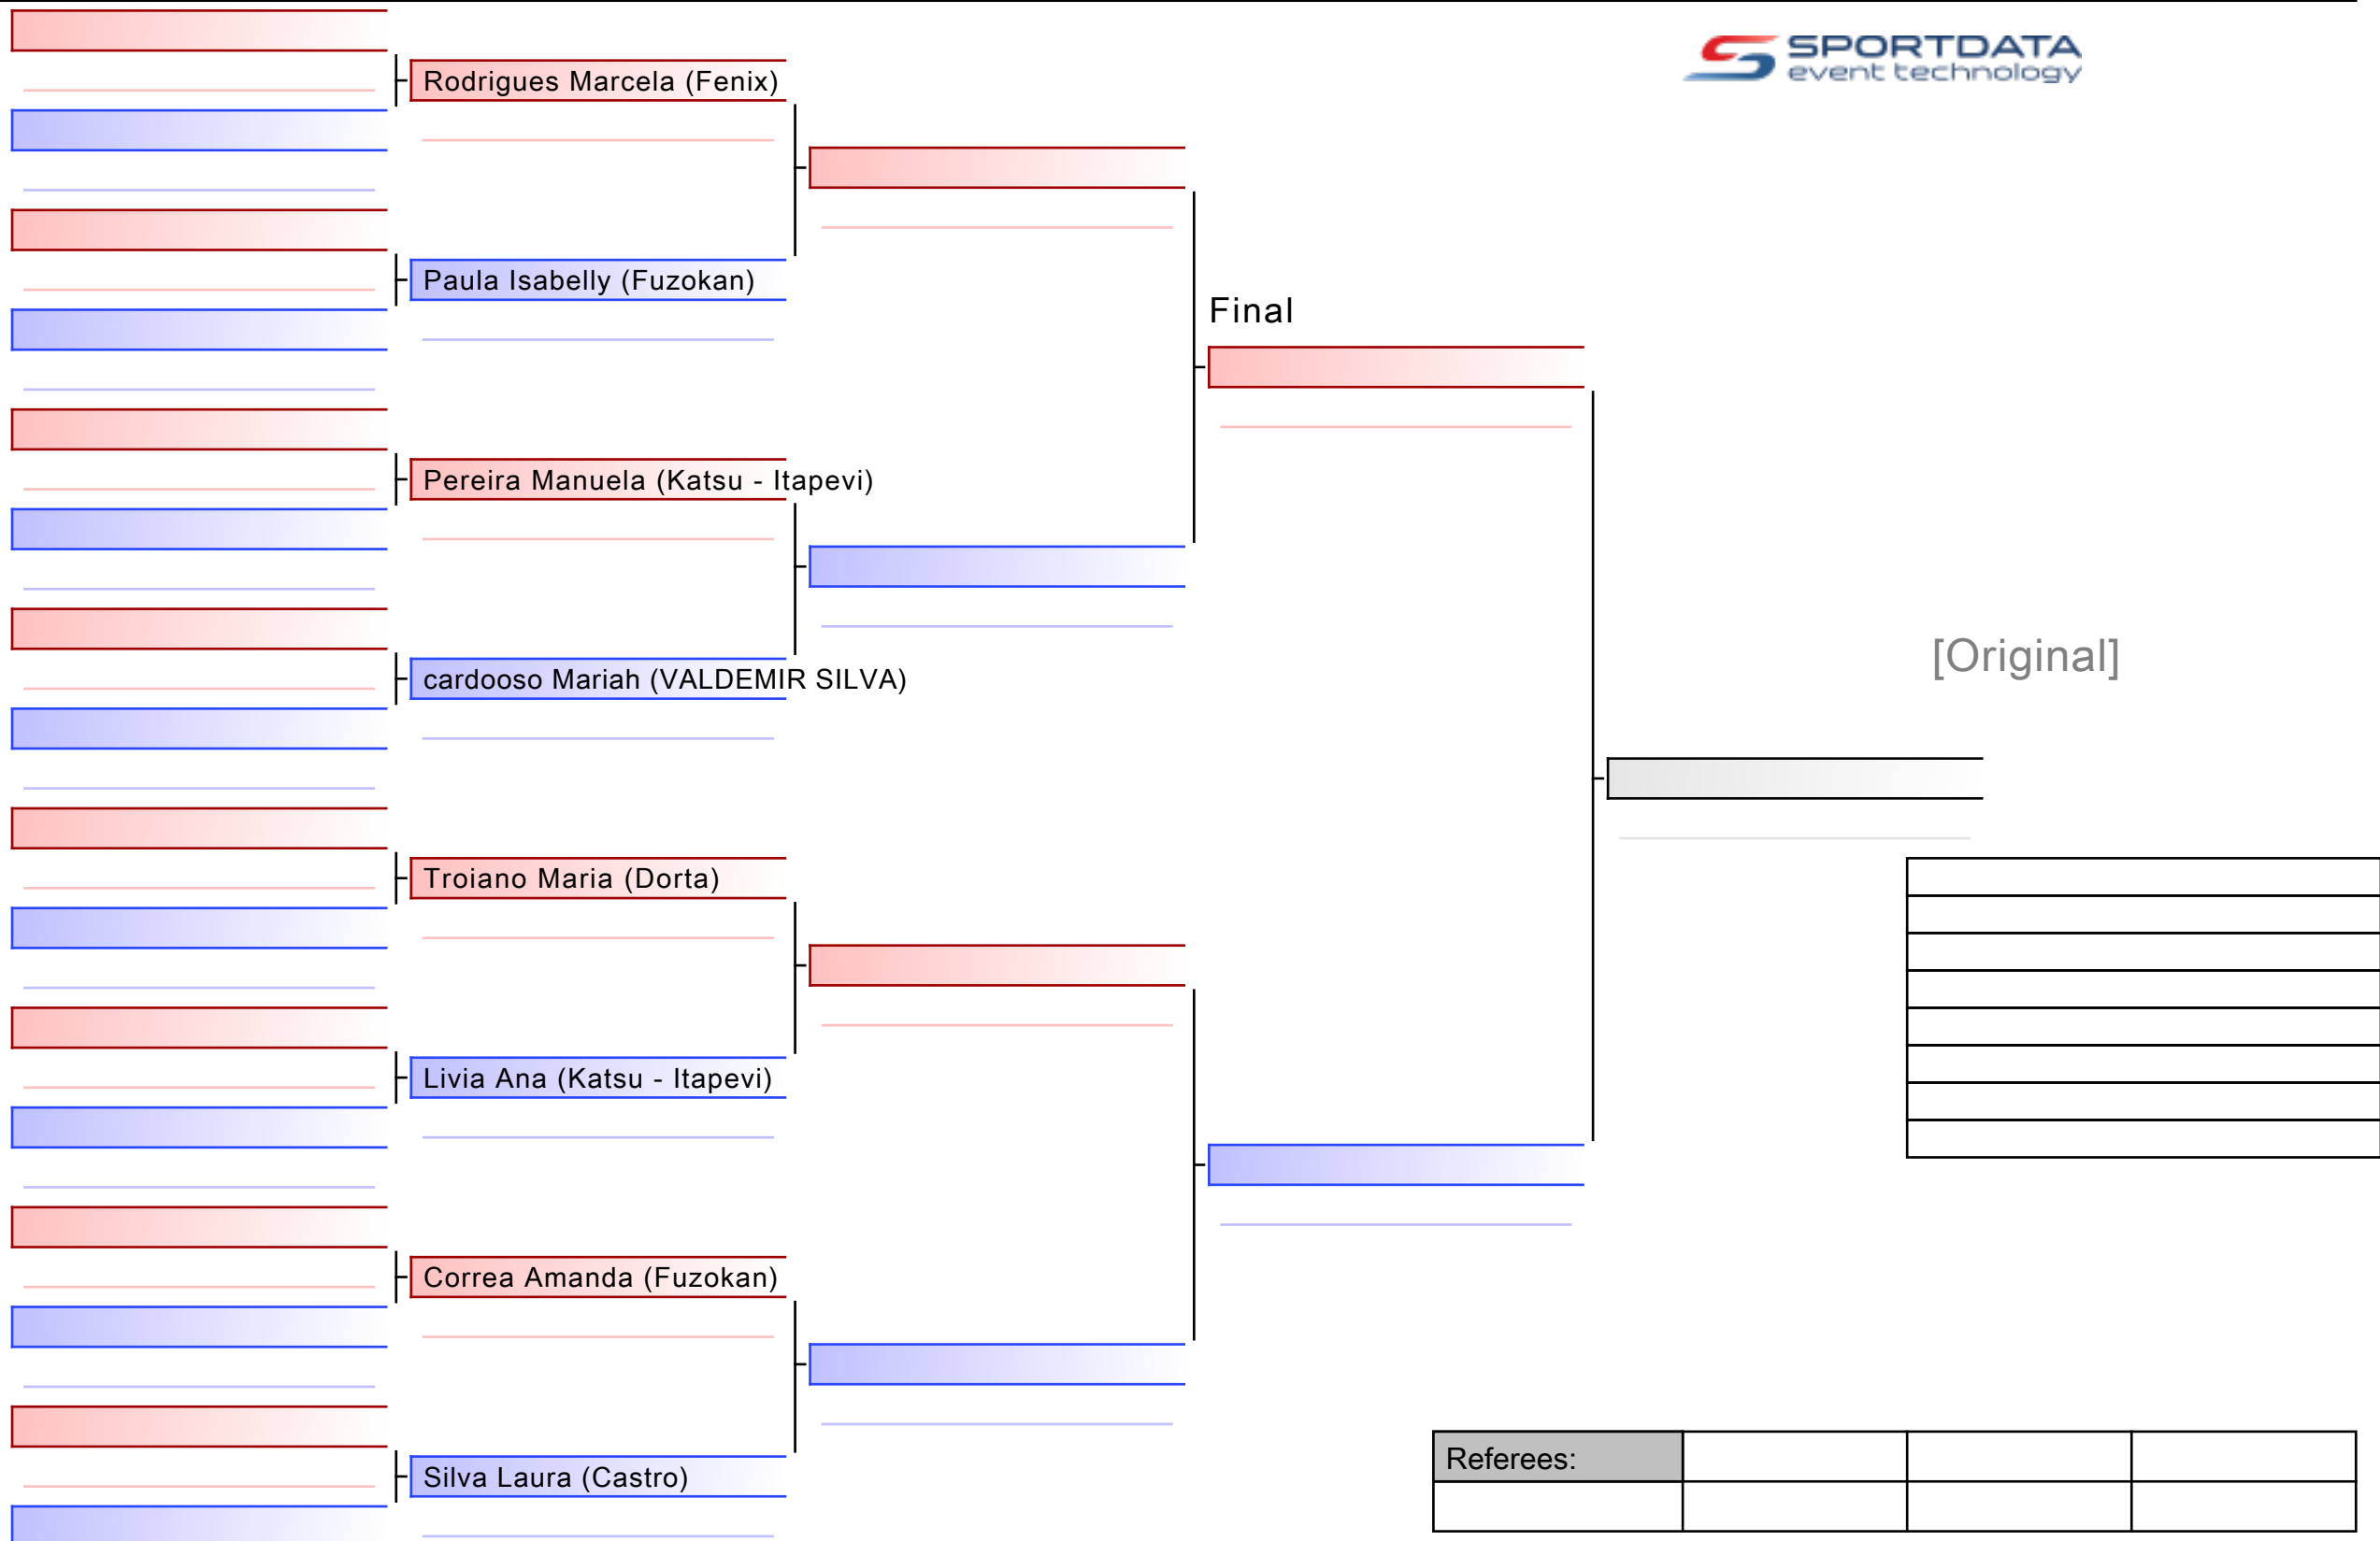 SPORTDATA
event technology
Rodrigues Marcela (Fenix)
Paula Isabelly (Fuzokan)
Final
Pereira Manuela (Katsu - Itapevi)
[Original]
cardooso Mariah (VALDEMIR SILVA)
Troiano Maria (Dorta)
Livia Ana (Katsu - Itapevi)
Correa Amanda (Fuzokan)
Referees:
Silva Laura (Castro)